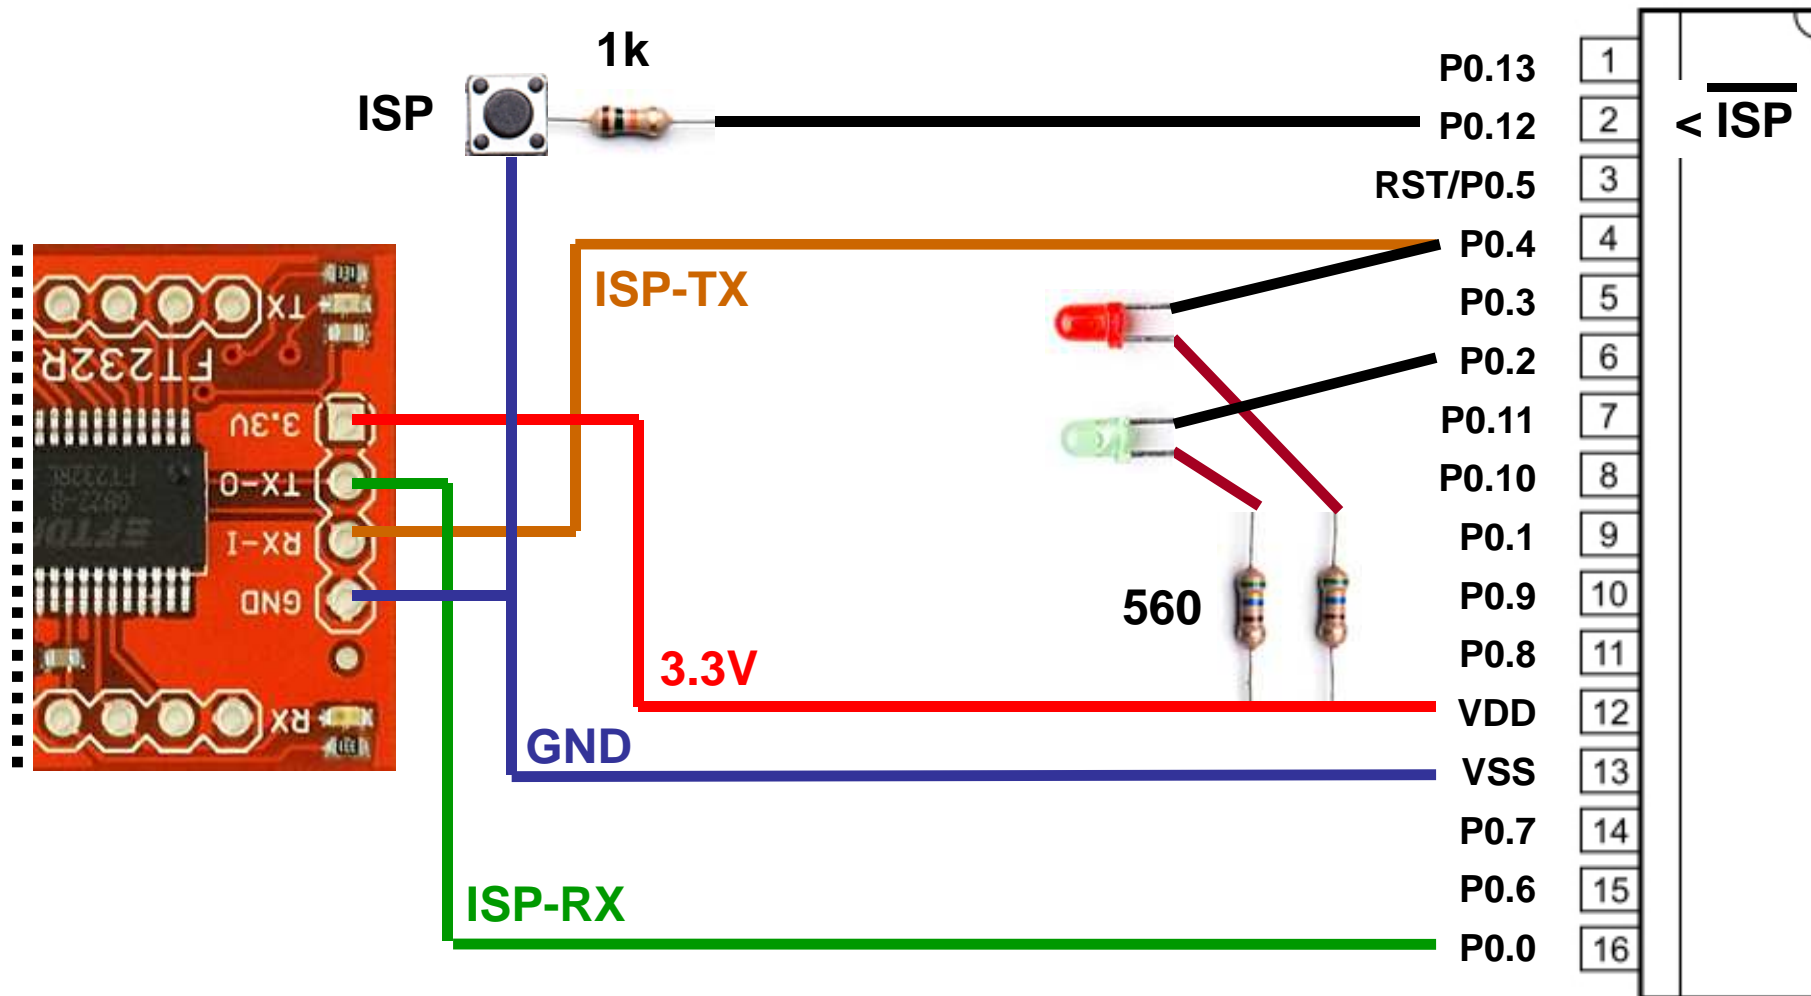 1k
ISP
P0.13 1
P0.12 2 < ISP
RST/P0.5 3
P0.4 4
ISP-TX
TX
P0.3 5
FT232R
P0.2 6
3.3V
P0.11 7
TX-O
P0.10 8
RX-I
P0.1 9
GND
560
P0.9 10
3.3V
P0.8 11
RX
VDD 12
GND
VSS 13
P0.7 14
ISP-RX
P0.6 15
P0.0 16